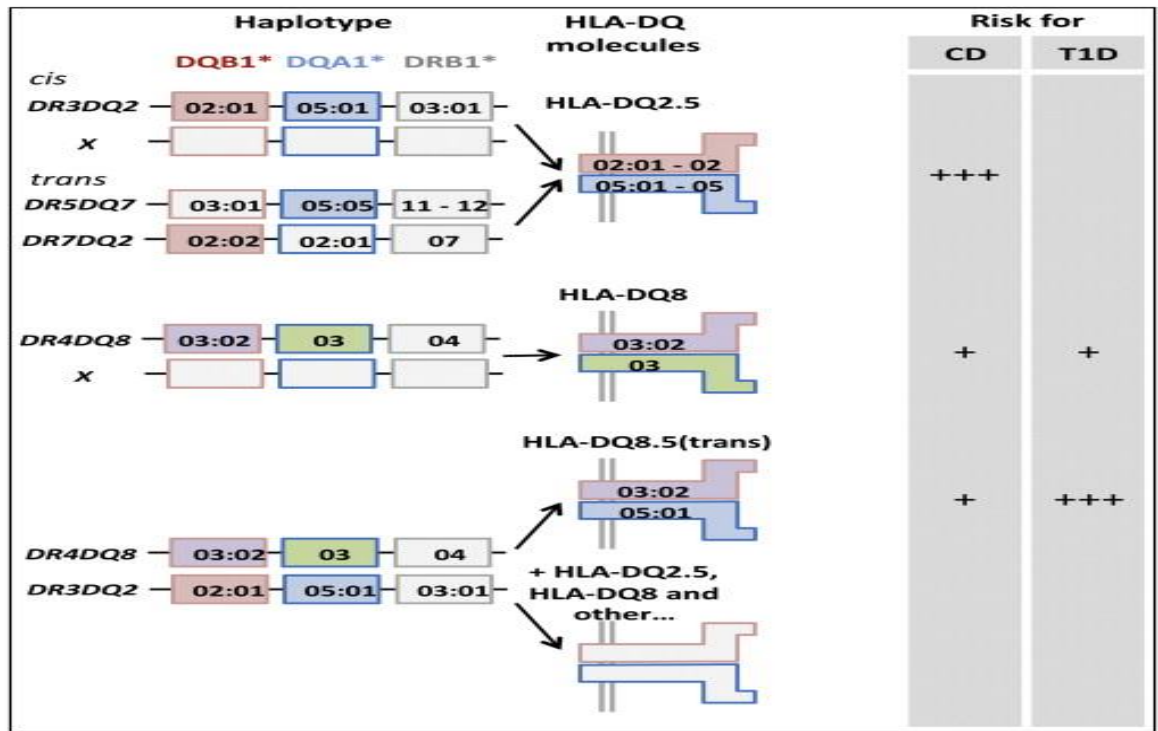 Haplotype
HLA-DQ
molecules
Risk for
DQB1* DQA1* DRB1*
CD T1D
cis
DR3DQ2 02:01 05:01 03:01
x
HLA-DQ2.5
02:01 - 02
05:01 - 05
+++
trans
DR5DQ7 03:01 05:05 11 - 12
DR7DQ2 02:02 02:01 07
HLA-DQ8
DR4DQ8 03:02 03 04
x
03:02
03
+ +
HLA-DQ8.5(trans)
03:02
05:01
+ +++
DR4DQ8 03:02 03 04
DR3DQ2 02:01 05:01 03:01
+ HLA-DQ2.5,
HLA-DQ8 and
other...